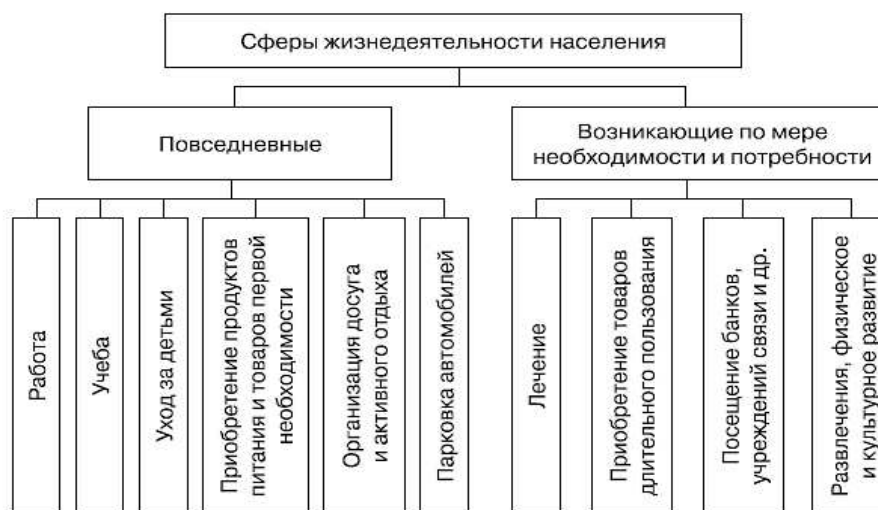 Сферы жизнедеятельности населения
Повседневные
Возникающие по мере
необходимости и потребности
Работа
Учеба
Уход за детьми
Приобретение продуктов
питания и товаров первой
необходимости
Организация досуга
и активного отдыха
Парковка автомобилей
Лечение
Приобретение товаров
длительного пользования
Посещение банков,
учреждений связи и др.
Развлечения, физическое
и культурное развитие